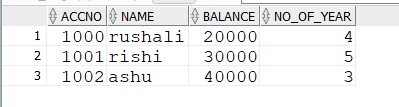 ACCNO NAME BALANCE NO_OF_YEAR
1 1000 rushali 20000 4
2 1001 rishi 30000 5
3 1002 ashu 40000 3